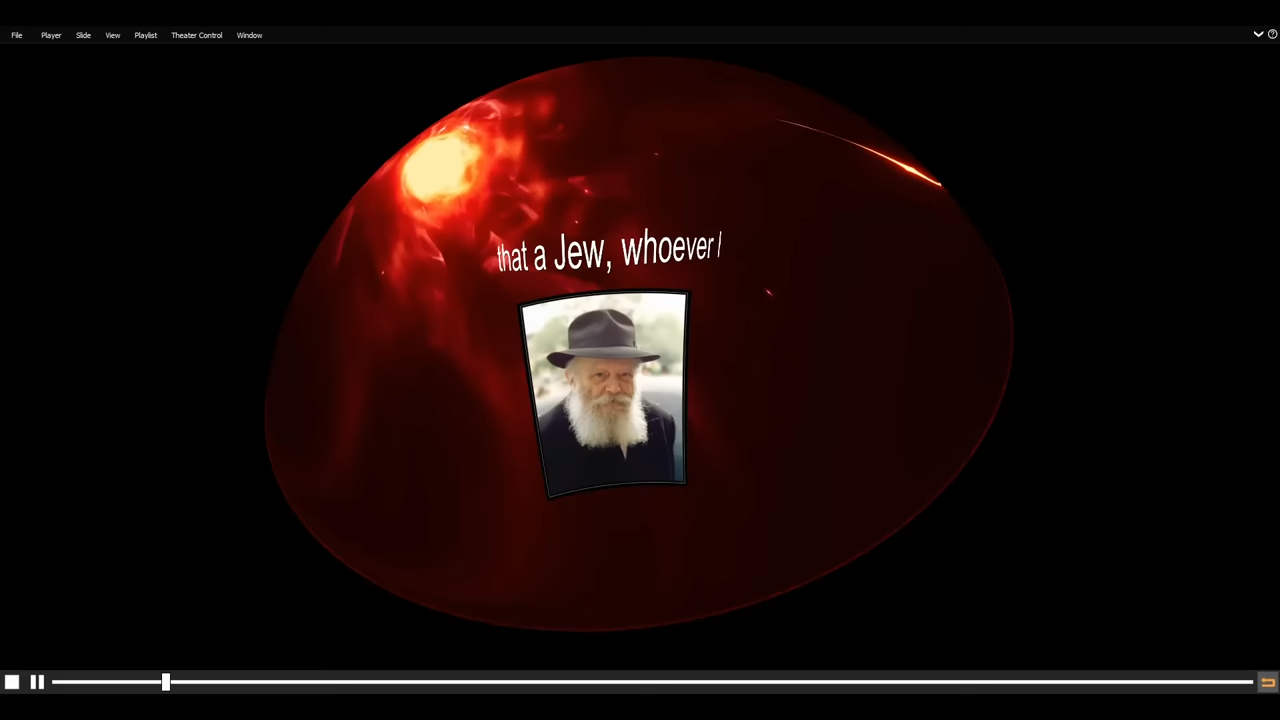 File Player Slide View Playlist Theater Control Window
that a Jew, whoever